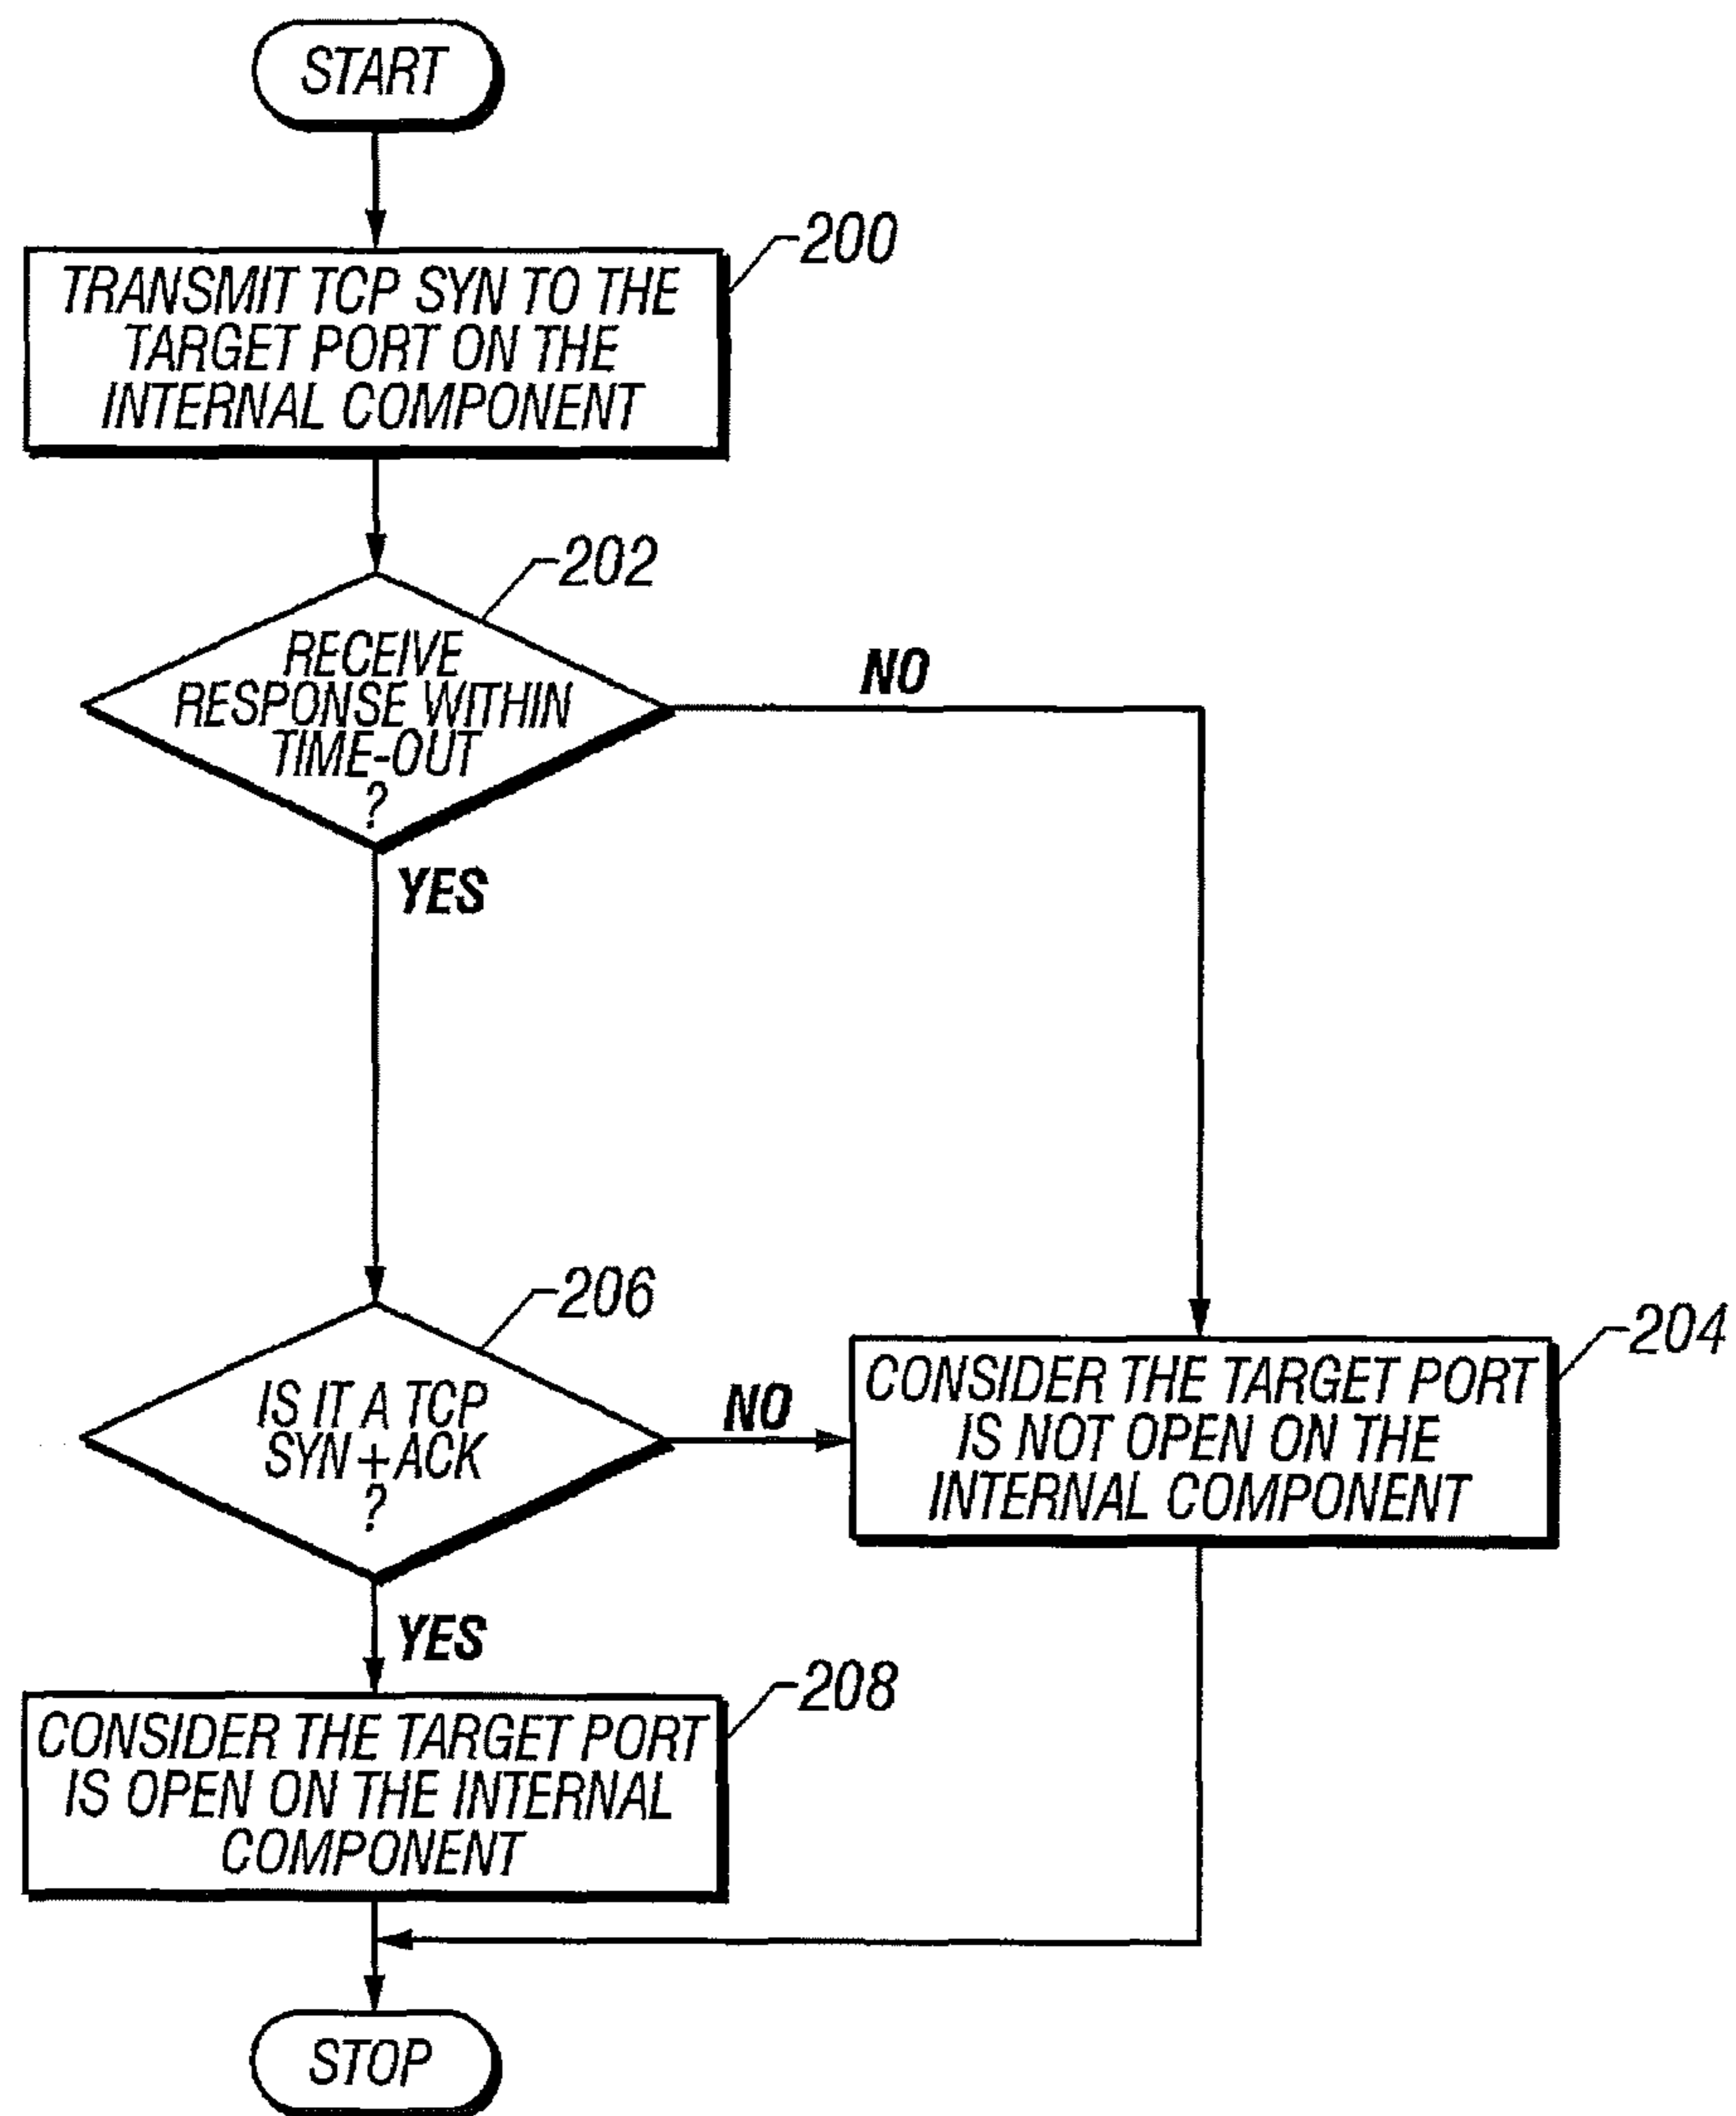 START
200
TRANSMIT TCP SYN TO THE
TARGET PORT ON THE
INTERNAL COMPONENT
202
RECEIVE
RESPONSE WITHIN
TIME-OUT
?
NO
YES
206
IS IT A TCP
SYN+ACK
?
NO
204
CONSIDER THE TARGET PORT
IS NOT OPEN ON THE
INTERNAL COMPONENT
YES
208
CONSIDER THE TARGET PORT
IS OPEN ON THE INTERNAL
COMPONENT
STOP